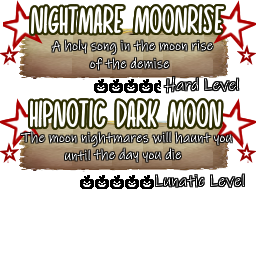 NIGHTMARE MOONRISE
A holy song in the moon rise
of the demise
Hard Level
HIPNOTIC DARK MOON
The moon nightmares will haunt you
until the day you die
Lunatic Level